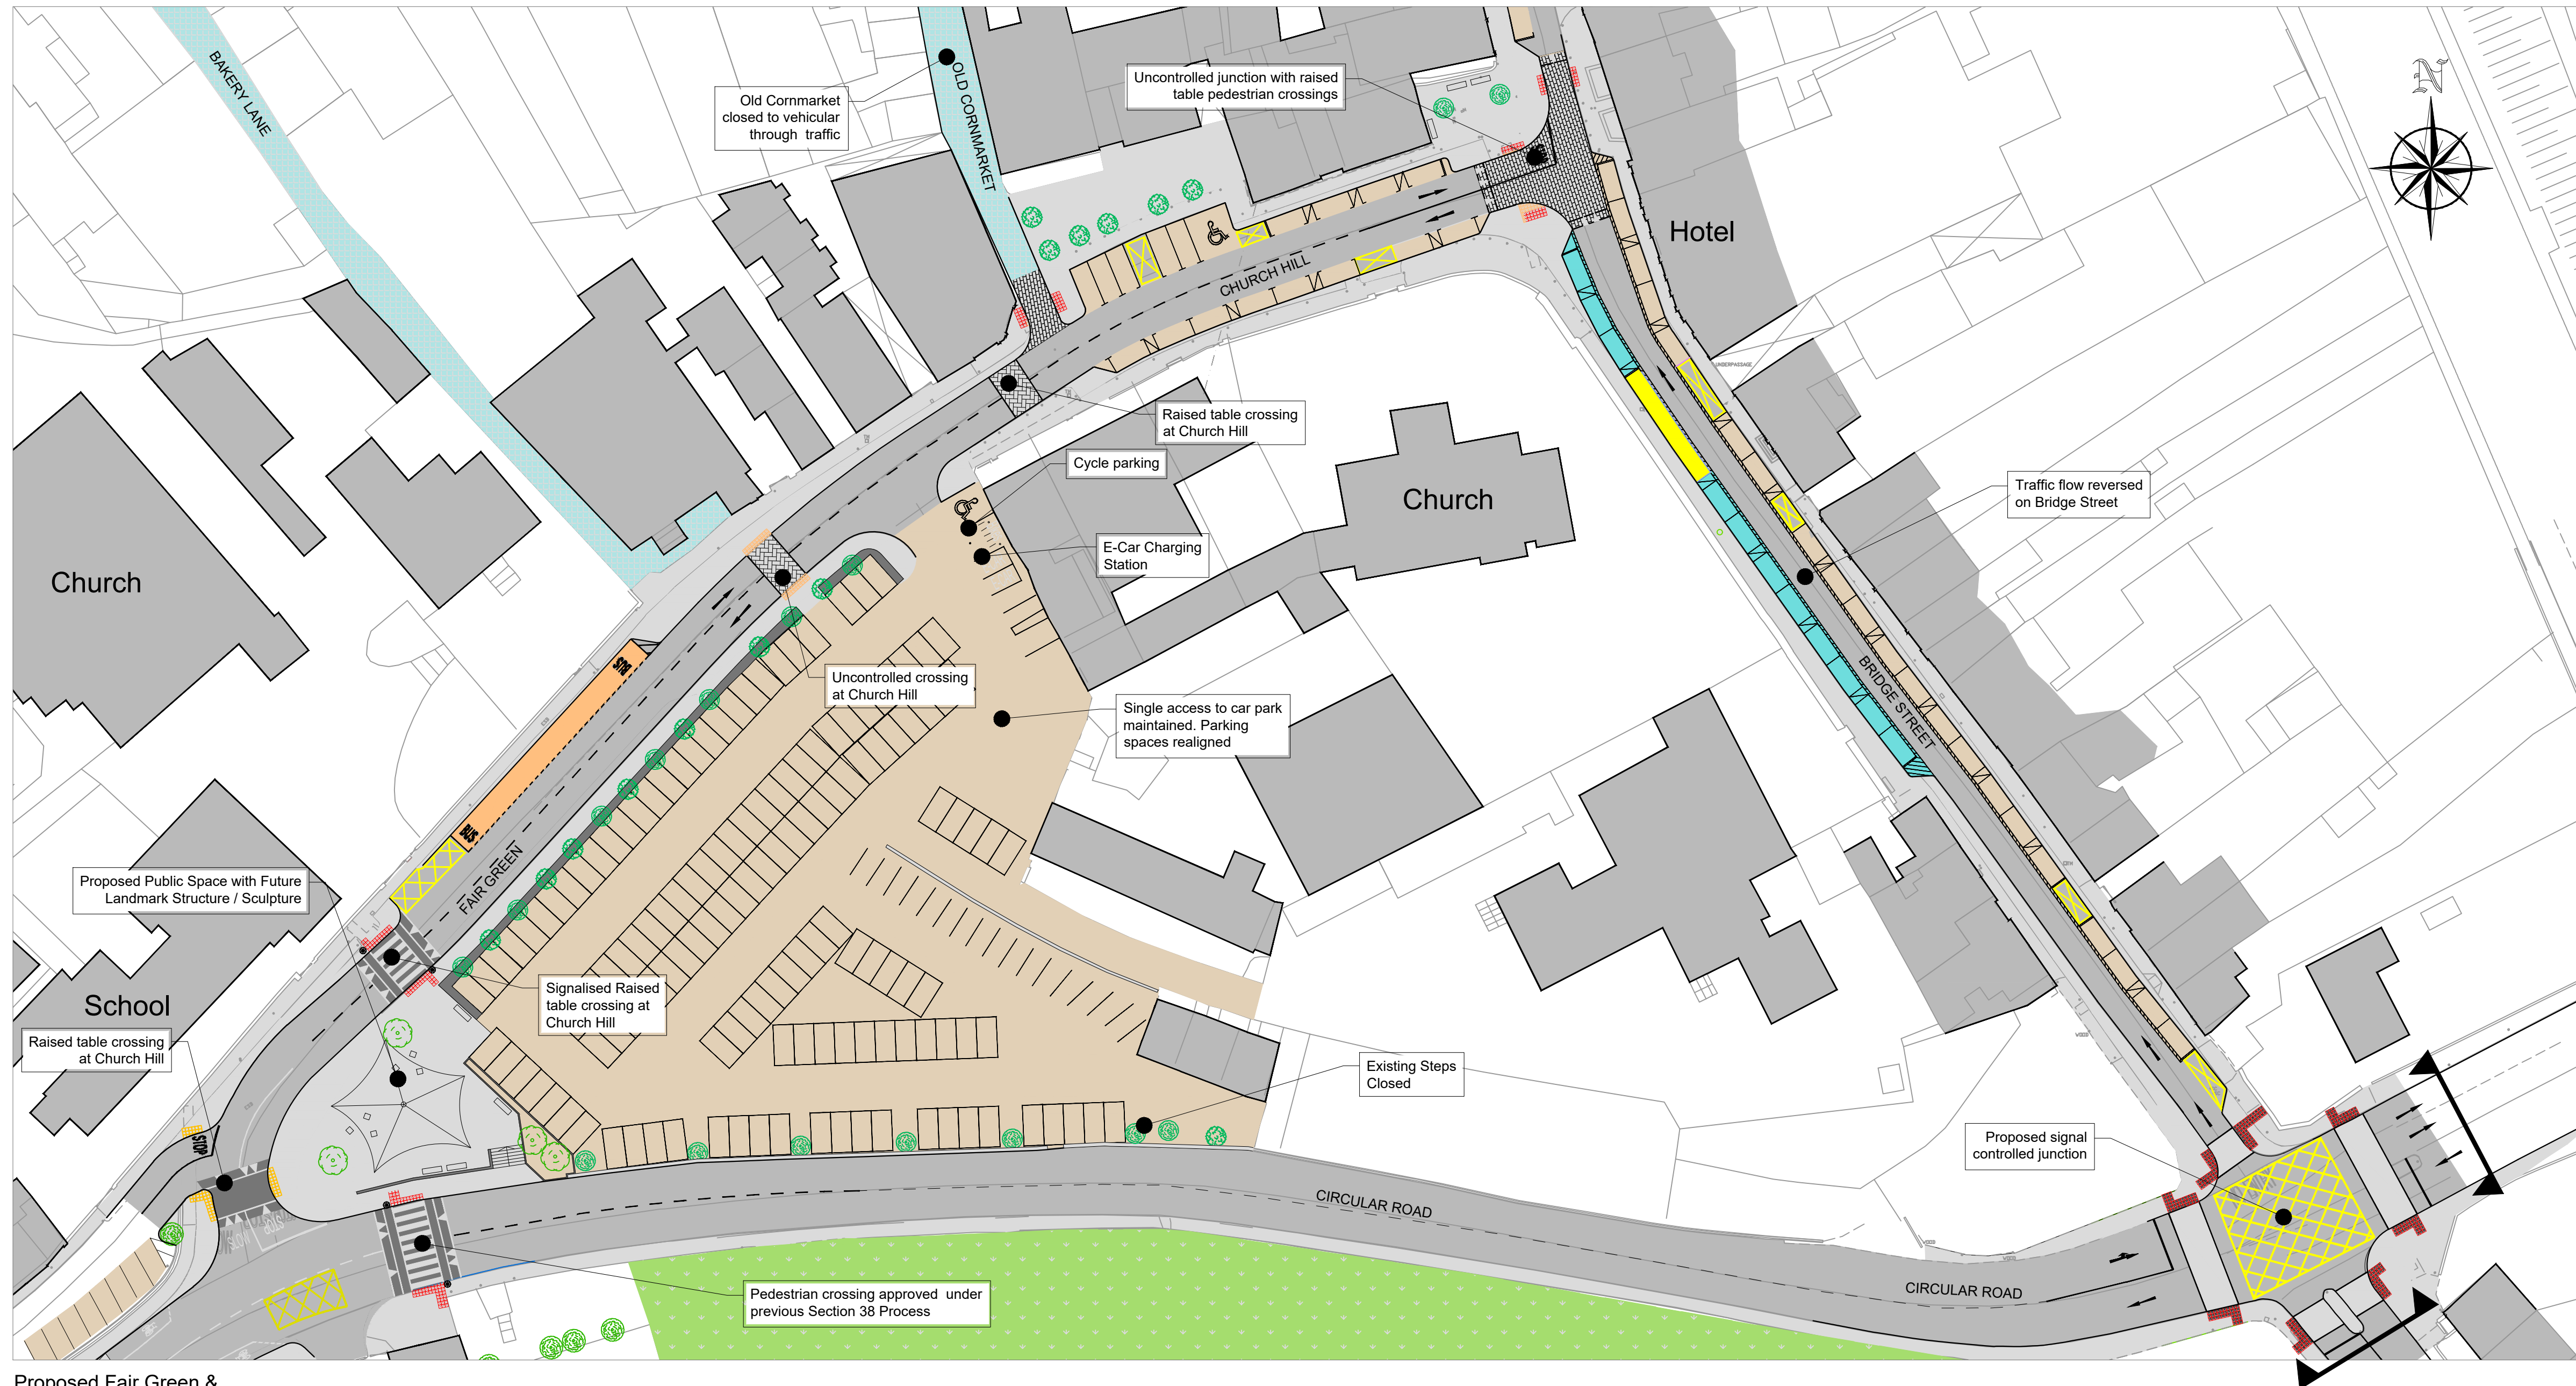 BAKERY LANE
OLD CORNMARKET
Old Cornmarket
closed to vehicular
through traffic
Uncontrolled junction with raised
table pedestrian crossings
N
Hotel
CHURCH HILL
UNDERPASSAGE
Raised table crossing
at Church Hill
Cycle parking
Church
Traffic flow reversed
on Bridge Street
E-Car Charging
Station
Church
BUS
Uncontrolled crossing
at Church Hill
Single access to car park
maintained. Parking
spaces realigned
BRIDGE STREET
BUS
FAIR GREEN
Proposed Public Space with Future
Landmark Structure / Sculpture
Signalised Raised
table crossing at
Church Hill
School
Raised table crossing
at Church Hill
Existing Steps
Closed
STOP
Proposed signal
controlled junction
CIRCULAR ROAD
STOP
CIRCULAR ROAD
Pedestrian crossing approved under
previous Section 38 Process
Proposed Fair Green &